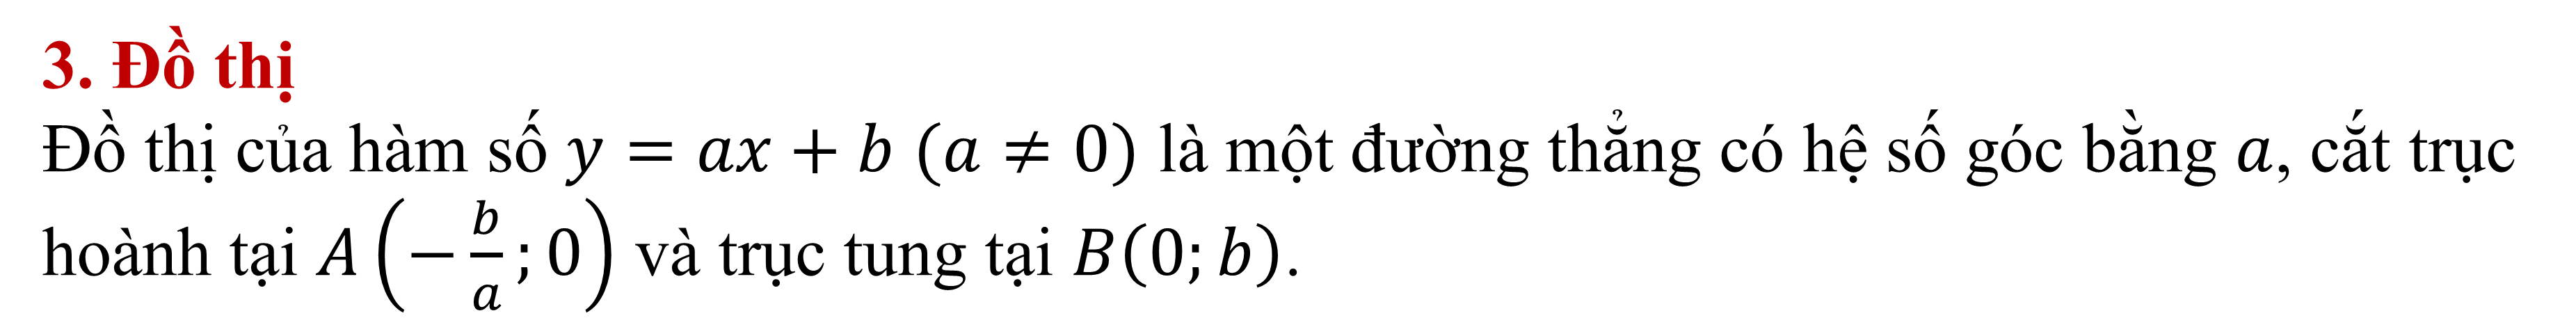 3. Đồ thị
Đồ thị của hàm số y = ax + b (a ≠ 0) là một đường thẳng có hệ số góc bằng a, cắt trục
hoành tại A(−b/a; 0) và trục tung tại B(0; b).